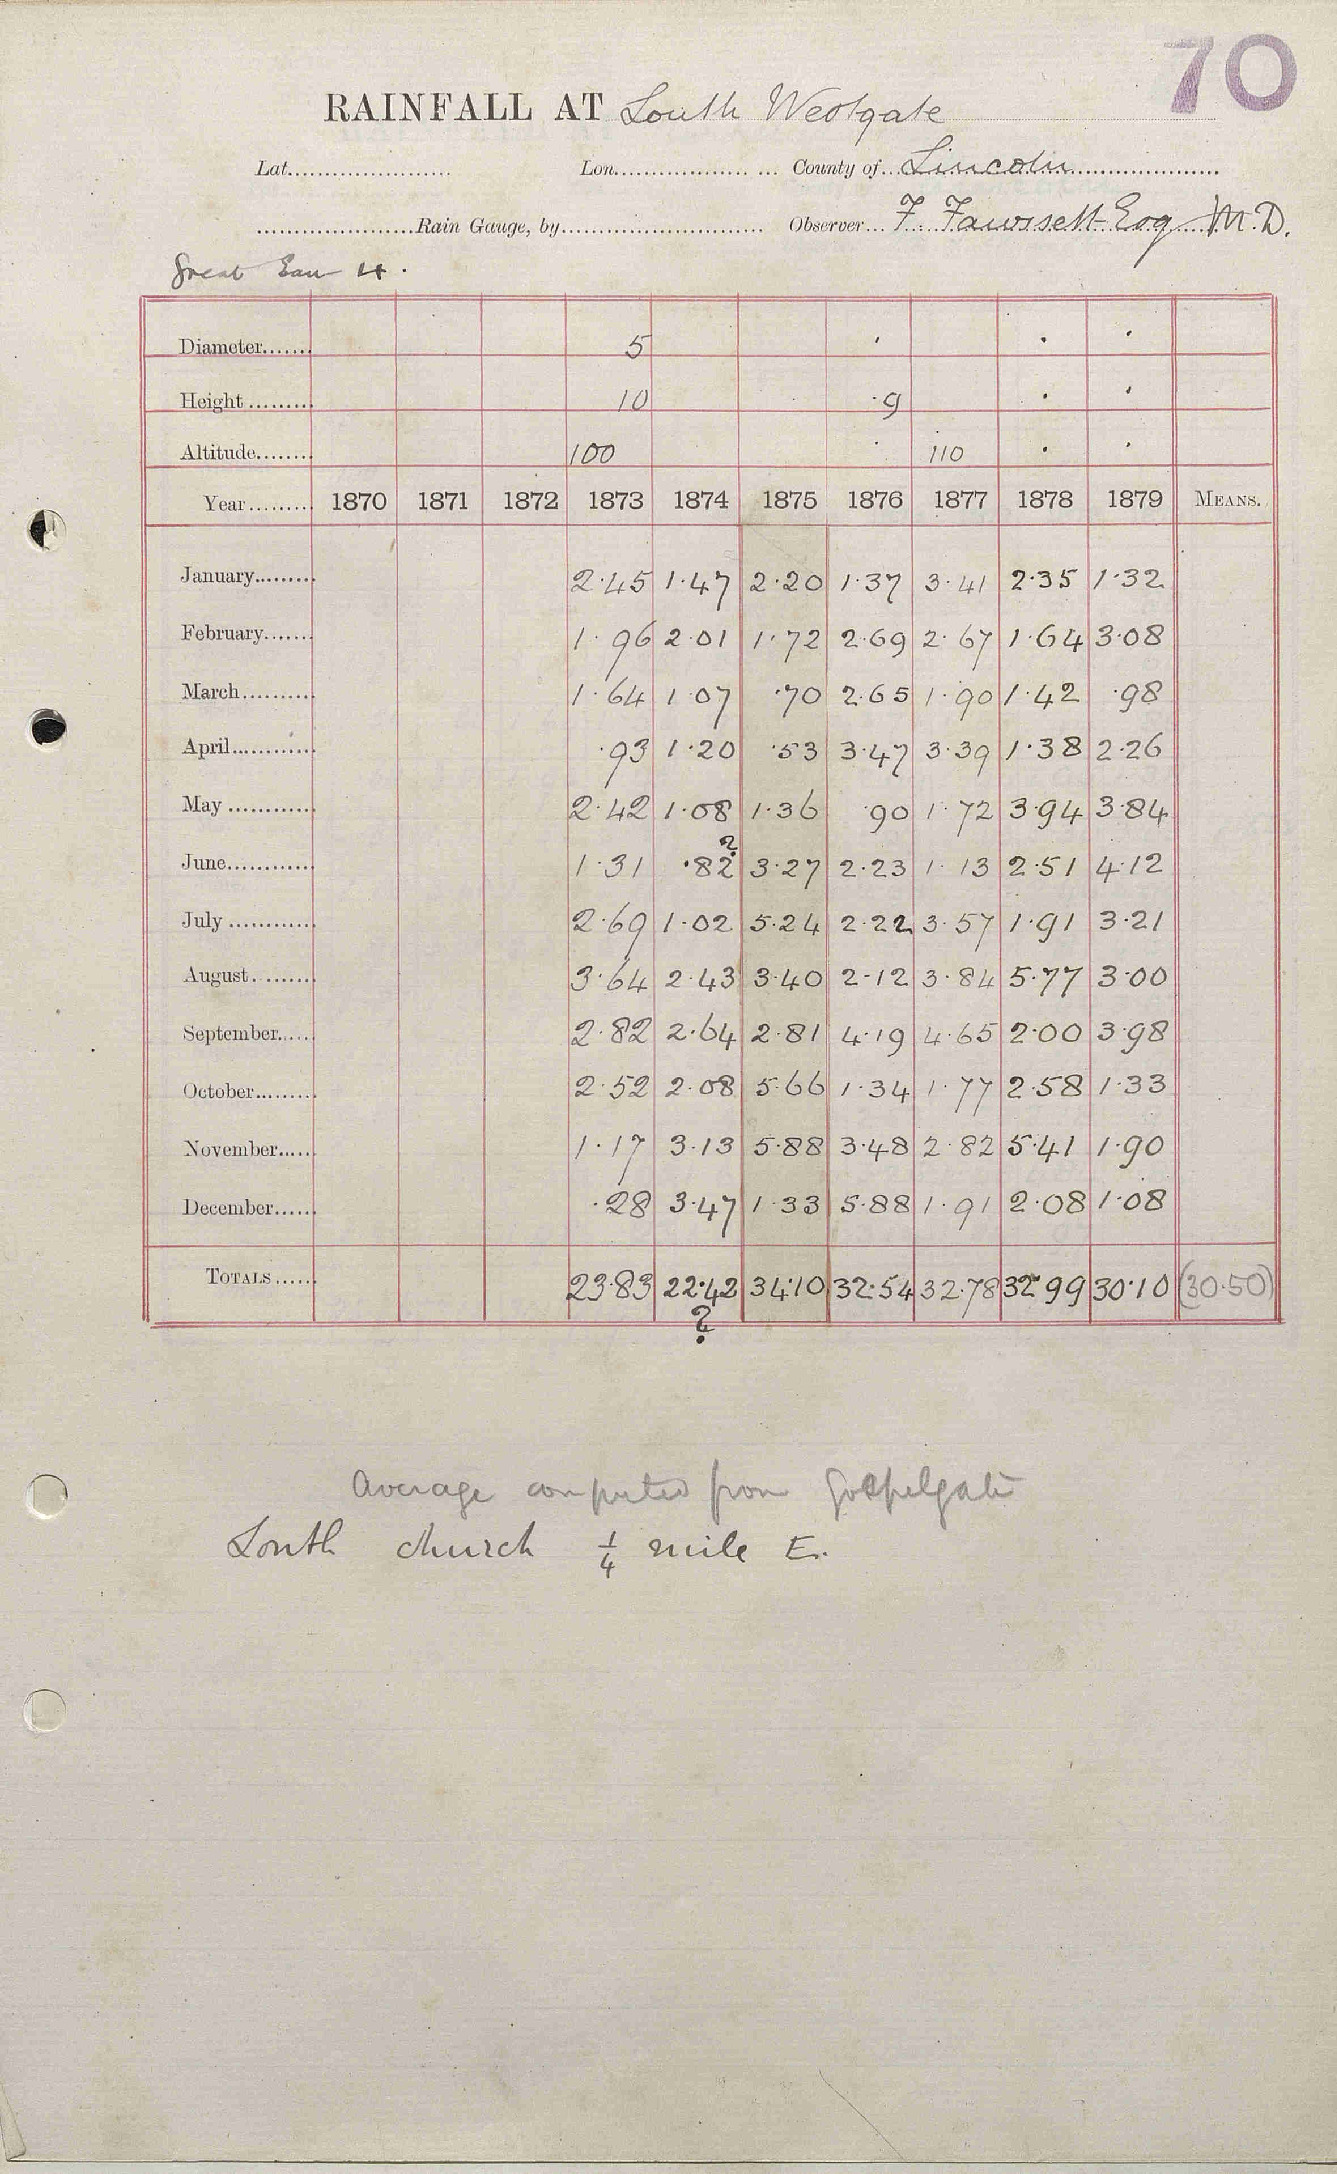 70
RAINFALL AT Louth Westgate
Lat. Lon. County of Lincoln
Rain Gauge, by Observer F. Fawssett Esq M.D.
Great Eau 4.
Diameter 5 · · ·
Height 10 ·9 · ·
Altitude 100 · 110 · ·
Year 1870 1871 1872 1873 1874 1875 1876 1877 1878 1879 MEANS.
January 2·45 1·47 2·20 1·37 3·41 2·35 1·32
February 1·96 2·01 1·72 2·69 2·67 1·64 3·08
March 1·64 1·07 ·70 2·65 1·90 1·42 ·98
April ·93 1·20 ·53 3·47 3·39 1·38 2·26
May 2·42 1·08 1·36 ·90 1·72 3·94 3·84
June 1·31 ·82? 3·27 2·23 1·13 2·51 4·12
July 2·69 1·02 5·24 2·22 3·57 1·91 3·21
August 3·64 2·43 3·40 2·12 3·84 5·77 3·00
September 2·82 2·64 2·81 4·19 4·65 2·00 3·98
October 2·52 2·08 5·66 1·34 1·77 2·58 1·33
November 1·17 3·13 5·88 3·48 2·82 5·41 1·90
December ·28 3·47 1·33 5·88 1·91 2·08 1·08
TOTALS 23·83 22·42 34·10 32·54 32·78 32·99 30·10 (30·50)
?
Average computed from Gospelgate
Louth church 1/4 mile E.